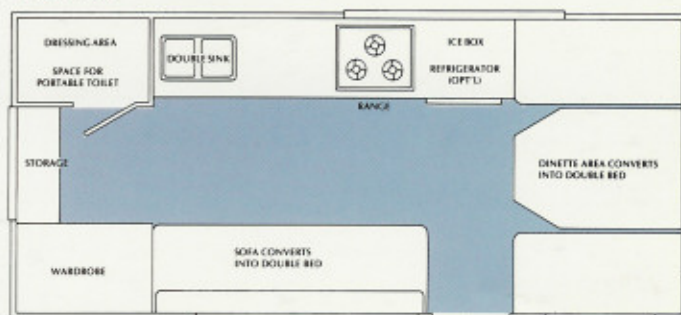 DRESSING AREA
SPACE FOR
PORTABLE TOILET
DOUBLE SINK
RANGE
ICE BOX
REFRIGERATOR
(OPT'L)
STORAGE
DINETTE AREA CONVERTS
INTO DOUBLE BED
WARDROBE
SOFA CONVERTS
INTO DOUBLE BED